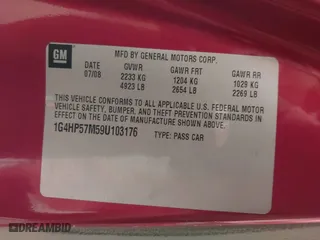 GM
MFD BY GENERAL MOTORS CORP.
DATE GVWR GAWR FRT GAWR RR
07/08 2233 KG 1204 KG 1029 KG
4923 LB 2654 LB 2269 LB
THIS VEHICLE CONFORMS TO ALL APPLICABLE U.S. FEDERAL MOTOR
VEHICLE SAFETY, BUMPER, AND THEFT PREVENTION STANDARDS
IN EFFECT ON THE DATE OF MANUFACTURE SHOWN ABOVE.
1G4HP57M59U103176 TYPE: PASS CAR
DREAMBID